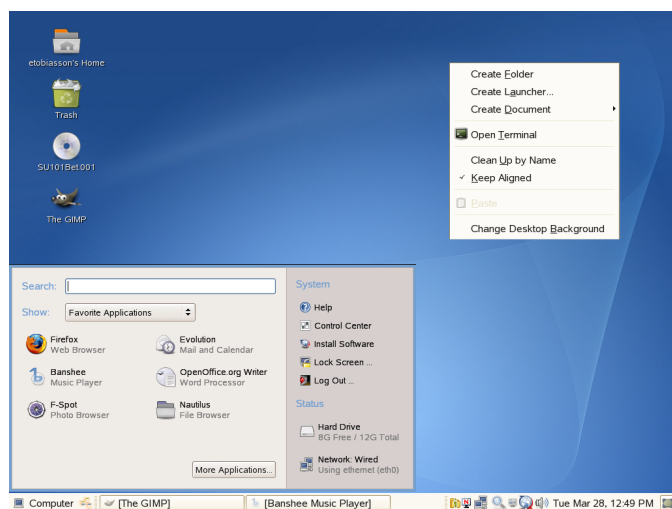 etobiasson's Home
Trash
SU101Bet.001
The GIMP
Create Folder
Create Launcher...
Create Document
Open Terminal
Clean Up by Name
Keep Aligned
Paste
Change Desktop Background
Search:
Show: Favorite Applications
Firefox
Web Browser
Evolution
Mail and Calendar
Banshee
Music Player
OpenOffice.org Writer
Word Processor
F-Spot
Photo Browser
Nautilus
File Browser
More Applications...
System
Help
Control Center
Install Software
Lock Screen ...
Log Out ...
Status
Hard Drive
8G Free / 12G Total
Network: Wired
Using ethernet (eth0)
Computer
[The GIMP]
[Banshee Music Player]
Tue Mar 28, 12:49 PM